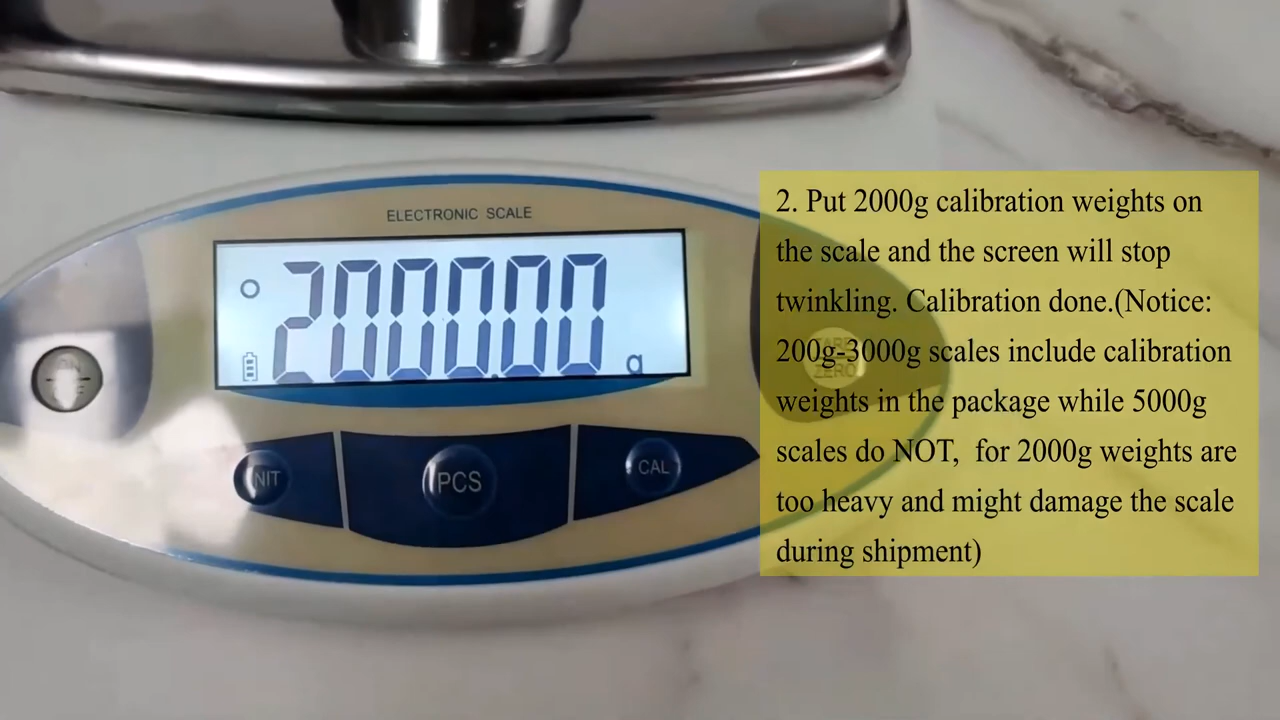 ELECTRONIC SCALE
2000.00 g
TARE
ZERO
NIT
PCS
CAL
2. Put 2000g calibration weights on
the scale and the screen will stop
twinkling. Calibration done.(Notice:
200g-3000g scales include calibration
weights in the package while 5000g
scales do NOT, for 2000g weights are
too heavy and might damage the scale
during shipment)